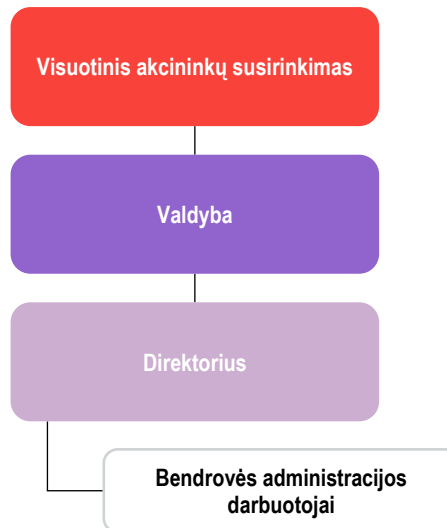 Visuotinis akcininkų susirinkimas
Valdyba
Direktorius
Bendrovės administracijos
darbuotojai